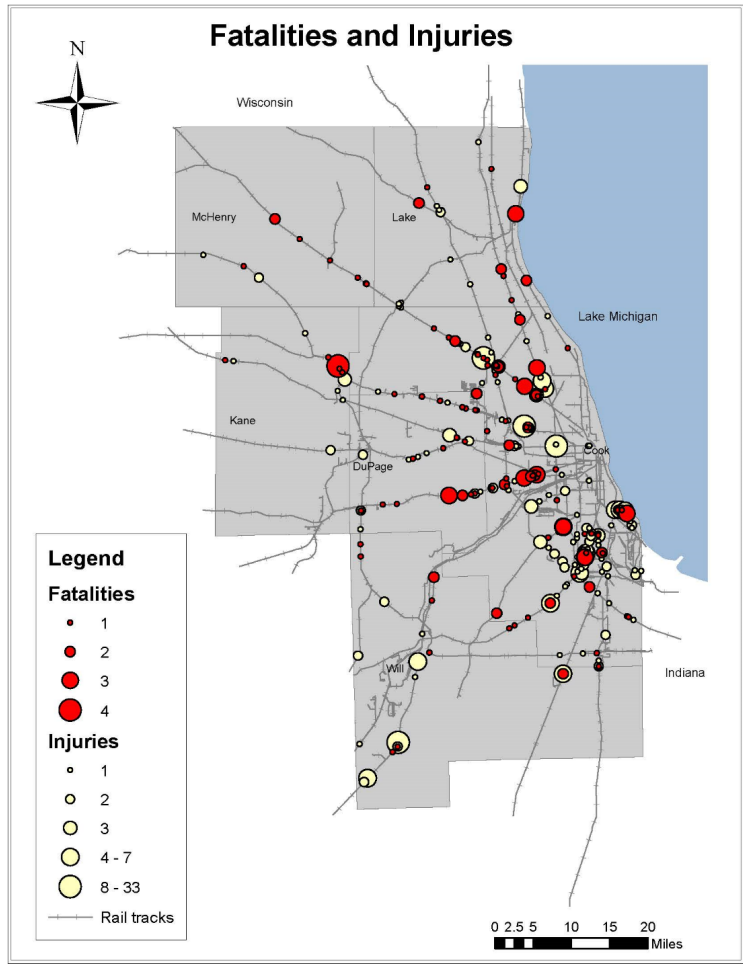 Fatalities and Injuries
N
Wisconsin
McHenry
Lake
Lake Michigan
Kane
Cook
DuPage
Will
Indiana
Legend
Fatalities
1
2
3
4
Injuries
1
2
3
4 - 7
8 - 33
Rail tracks
0 2.5 5 10 15 20
Miles